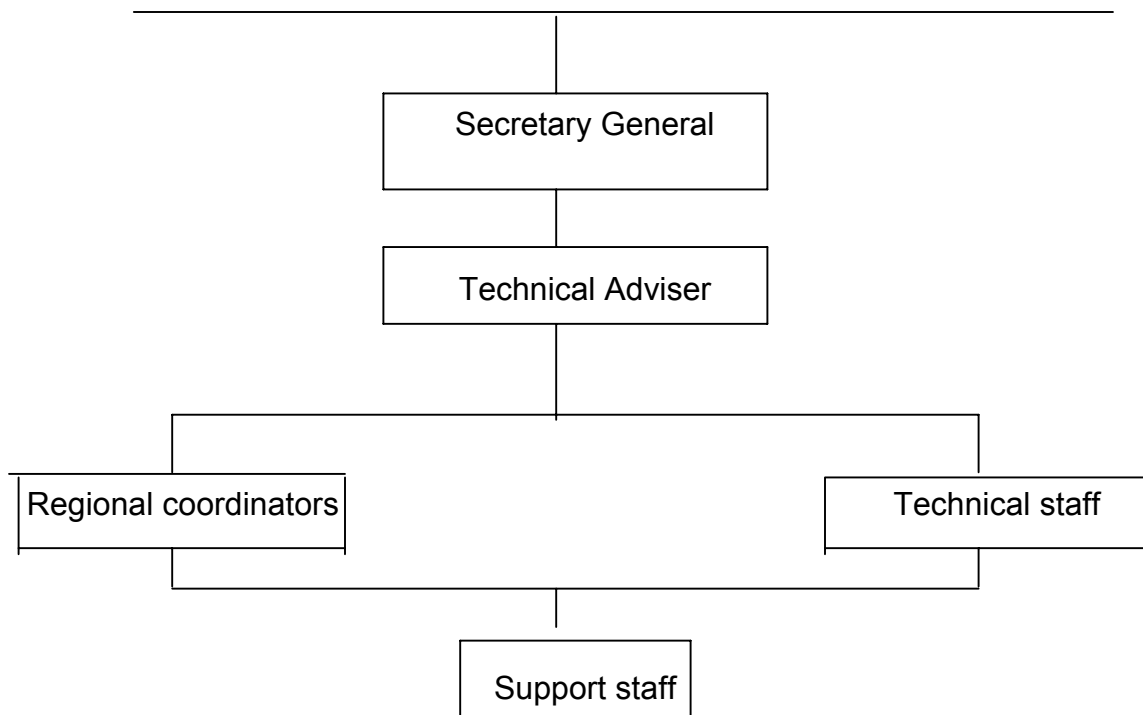 Secretary General
Technical Adviser
Regional coordinators
Technical staff
Support staff